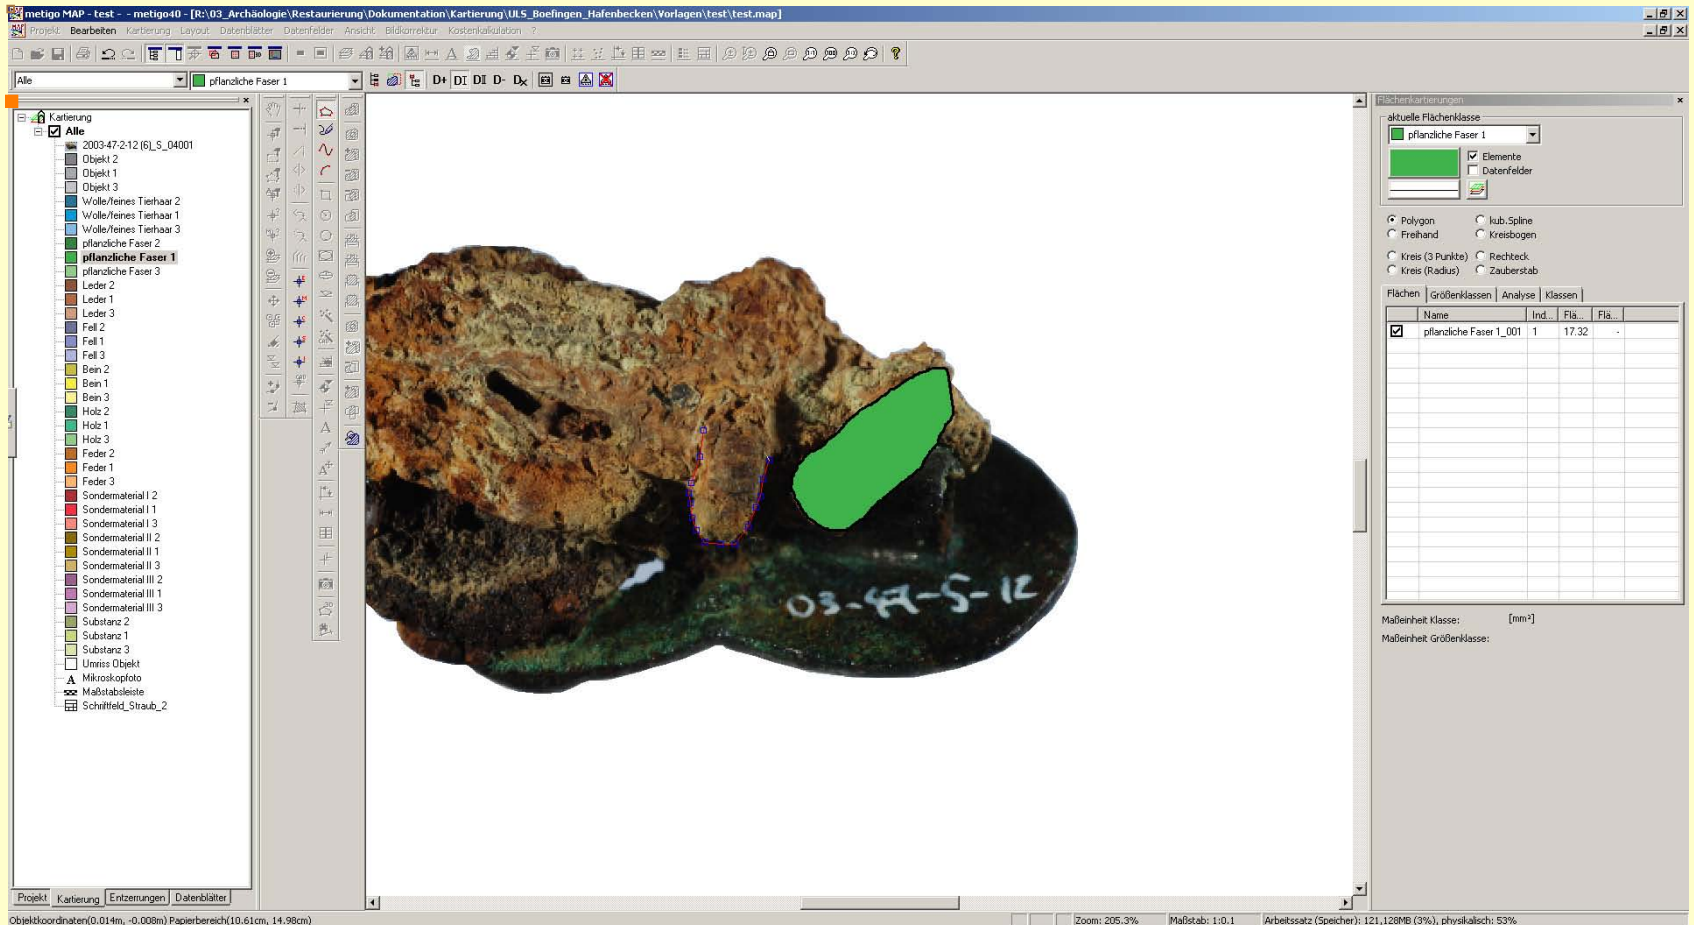 metigo MAP - test - - metigo40 - [R:\03_Archäologie\Restaurierung\Dokumentation\Kartierung\ULS_Boefingen_Hafenbecken\Vorlagen\test\test.map]
Projekt Bearbeiten Kartierung Layout Datenblätter Datenfelder Ansicht Bildkorrektur Kostenkalkulation ?
Alle pflanzliche Faser 1 D+ DI DII D- Dx
Kartierung
Alle
2003-47-2-12 (6)_S_04001
Objekt 2
Objekt 1
Objekt 3
Wolle/feines Tierhaar 2
Wolle/feines Tierhaar 1
Wolle/feines Tierhaar 3
pflanzliche Faser 2
pflanzliche Faser 1
pflanzliche Faser 3
Leder 2
Leder 1
Leder 3
Fell 2
Fell 1
Fell 3
Bein 2
Bein 1
Bein 3
Holz 2
Holz 1
Holz 3
Feder 2
Feder 1
Feder 3
Sondermaterial I 2
Sondermaterial I 1
Sondermaterial I 3
Sondermaterial II 2
Sondermaterial II 1
Sondermaterial II 3
Sondermaterial III 2
Sondermaterial III 1
Sondermaterial III 3
Substanz 2
Substanz 1
Substanz 3
Umriss Objekt
A Mikroskopfoto
Maßstabsleiste
Schriftfeld_Straub_2
Projekt Kartierung Entzerrungen Datenblätter
03-47-5-12
Flächenkartierungen
aktuelle Flächenklasse
pflanzliche Faser 1
Elemente
Datenfelder
Polygon kub.Spline
Freihand Kreisbogen
Kreis (3 Punkte) Rechteck
Kreis (Radius) Zauberstab
Flächen Größenklassen Analyse Klassen
Name Ind... Flä... Flä...
pflanzliche Faser 1_001 1 17.32 -
Maßeinheit Klasse: [mm²]
Maßeinheit Größenklasse:
Objektkoordinaten(0.014m, -0.008m) Papierbereich(10.61cm, 14.98cm) Zoom: 205.3% Maßstab: 1:0.1 Arbeitssatz (Speicher): 121,128MB (3%), physikalisch: 53%